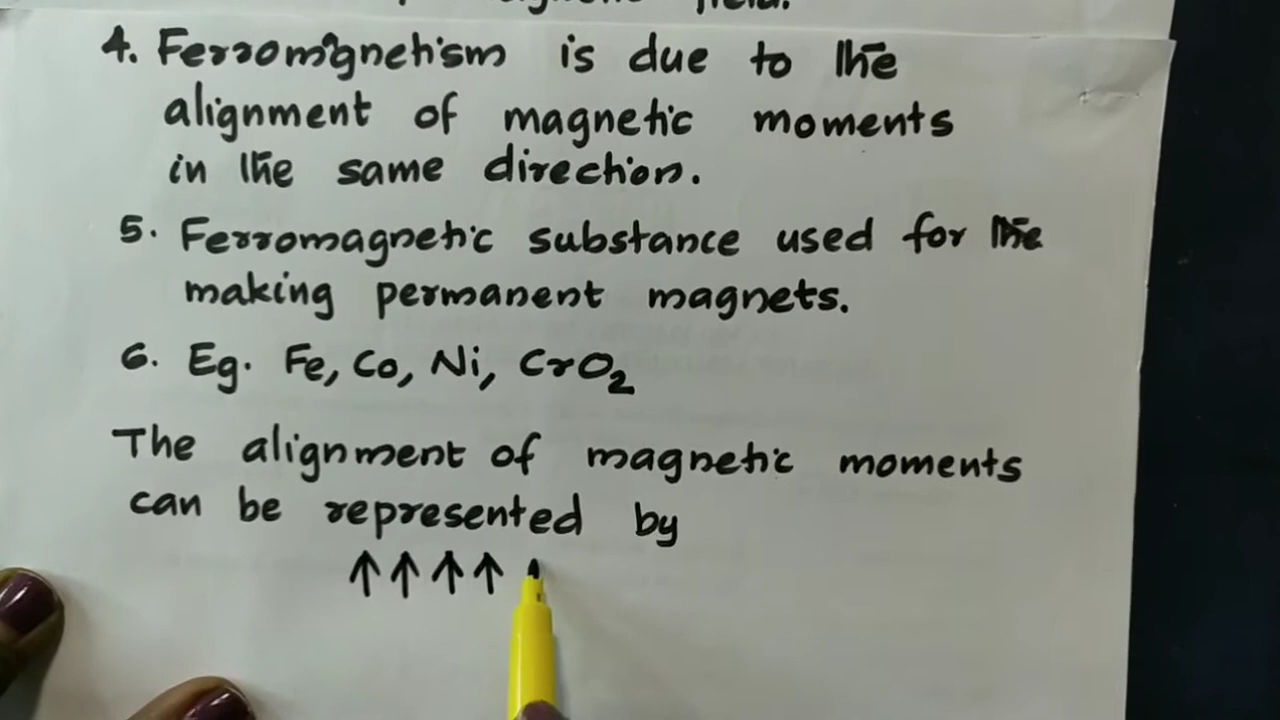 field.
4. Ferromagnetism is due to the
alignment of magnetic moments
in the same direction.
5. Ferromagnetic substance used for the
making permanent magnets.
6. Eg. Fe, Co, Ni, CrO₂
The alignment of magnetic moments
can be represented by
↑ ↑ ↑ ↑